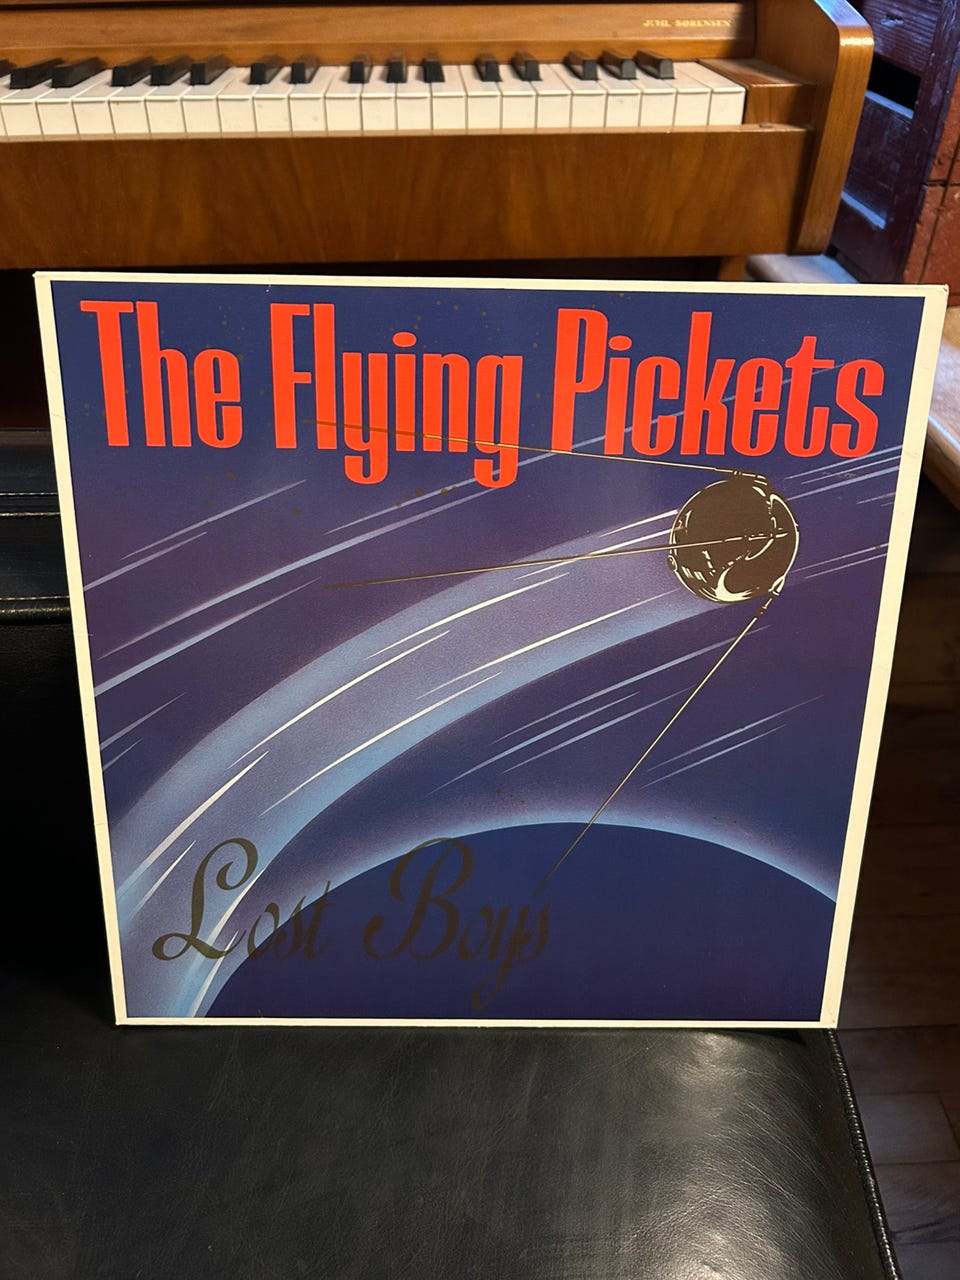 The Flying Pickets
Lost Boys